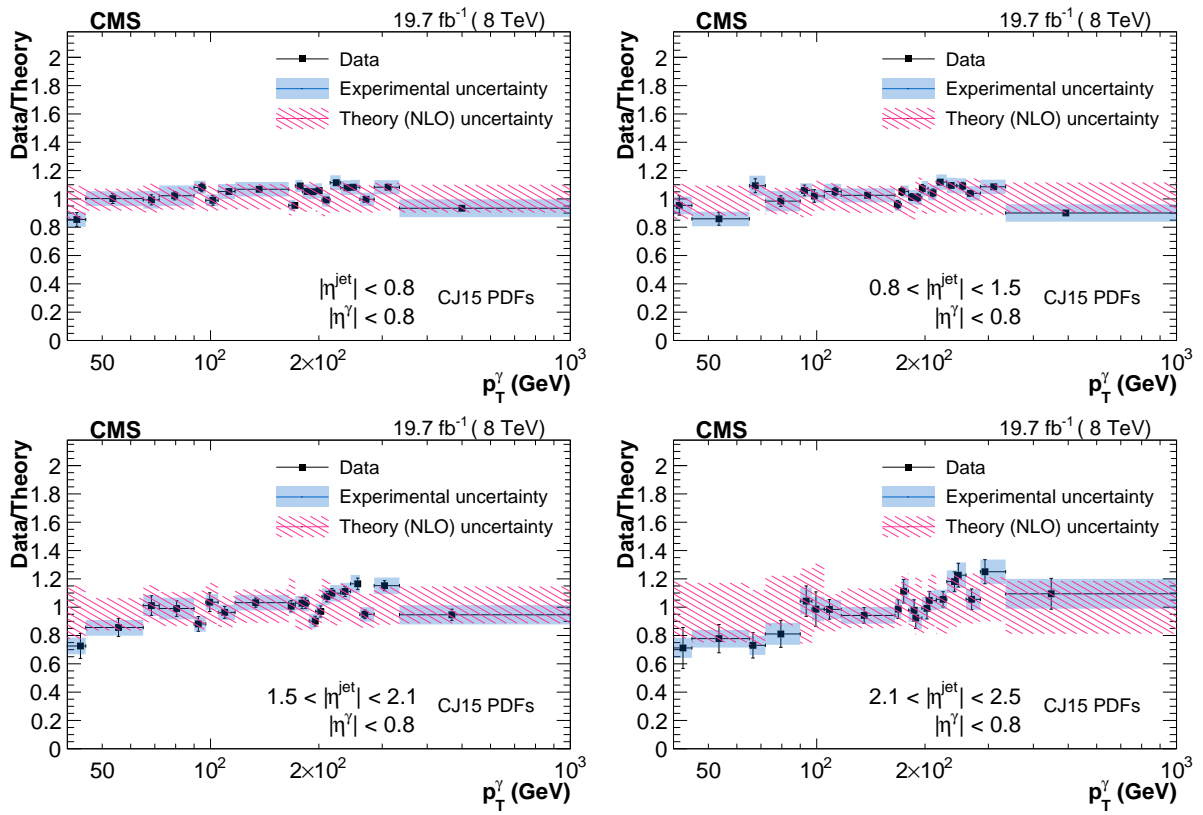 CMS 19.7 fb⁻¹ ( 8 TeV)
Data/Theory
2
1.8
1.6
1.4
1.2
1
0.8
0.6
0.4
0.2
0
Data
Experimental uncertainty
Theory (NLO) uncertainty
|η^jet| < 0.8 CJ15 PDFs
|η^γ| < 0.8
50 10² 2×10² 10³
p_T^γ (GeV)
CMS 19.7 fb⁻¹ ( 8 TeV)
Data/Theory
2
1.8
1.6
1.4
1.2
1
0.8
0.6
0.4
0.2
0
Data
Experimental uncertainty
Theory (NLO) uncertainty
0.8 < |η^jet| < 1.5 CJ15 PDFs
|η^γ| < 0.8
50 10² 2×10² 10³
p_T^γ (GeV)
CMS 19.7 fb⁻¹ ( 8 TeV)
Data/Theory
2
1.8
1.6
1.4
1.2
1
0.8
0.6
0.4
0.2
0
Data
Experimental uncertainty
Theory (NLO) uncertainty
1.5 < |η^jet| < 2.1 CJ15 PDFs
|η^γ| < 0.8
50 10² 2×10² 10³
p_T^γ (GeV)
CMS 19.7 fb⁻¹ ( 8 TeV)
Data/Theory
2
1.8
1.6
1.4
1.2
1
0.8
0.6
0.4
0.2
0
Data
Experimental uncertainty
Theory (NLO) uncertainty
2.1 < |η^jet| < 2.5 CJ15 PDFs
|η^γ| < 0.8
50 10² 2×10² 10³
p_T^γ (GeV)